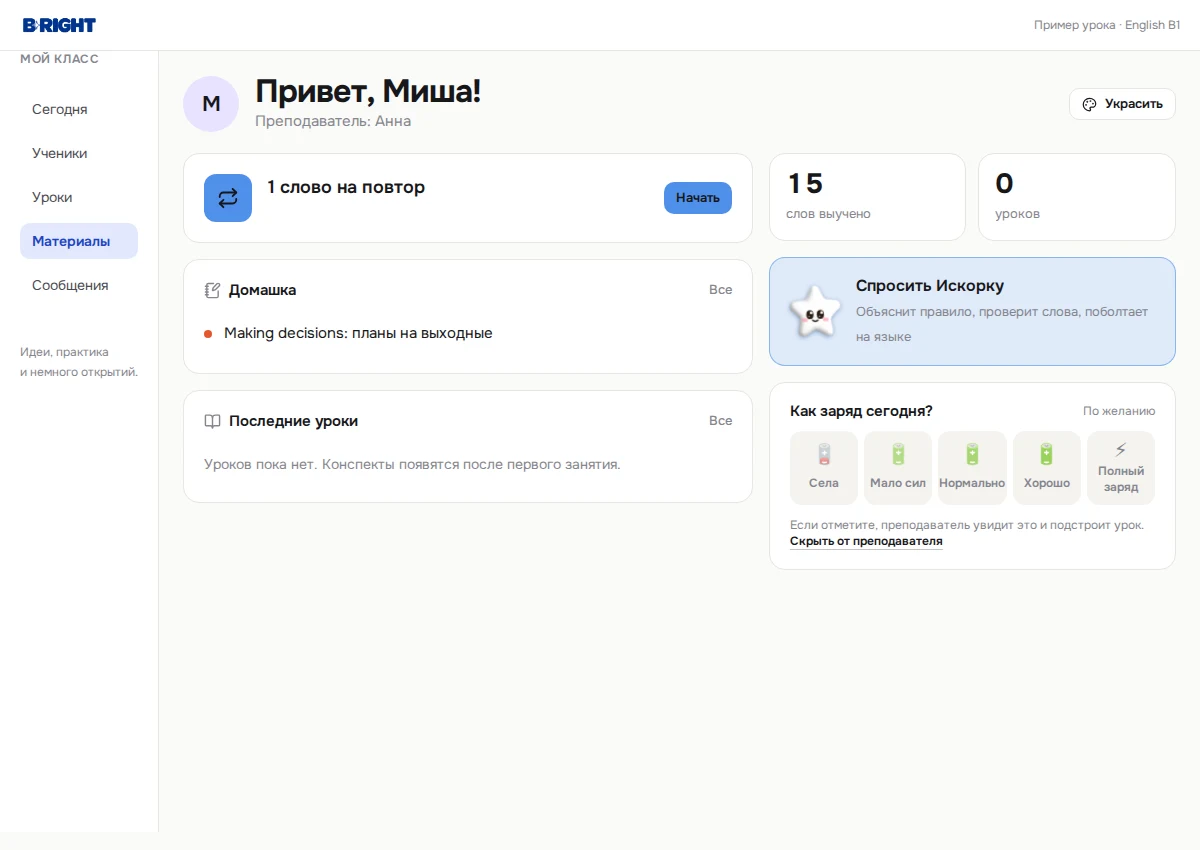 B·RIGHT
Пример урока · English B1
МОЙ КЛАСС
Сегодня
Ученики
Уроки
Материалы
Сообщения
Идеи, практика
и немного открытий.
М
Привет, Миша!
Преподаватель: Анна
Украсить
1 слово на повтор
Начать
15
слов выучено
0
уроков
Домашка
Все
Making decisions: планы на выходные
Спросить Искорку
Объяснит правило, проверит слова, поболтает
на языке
Последние уроки
Все
Уроков пока нет. Конспекты появятся после первого занятия.
Как заряд сегодня?
По желанию
Села
Мало сил
Нормально
Хорошо
Полный
заряд
Если отметите, преподаватель увидит это и подстроит урок.
Скрыть от преподавателя